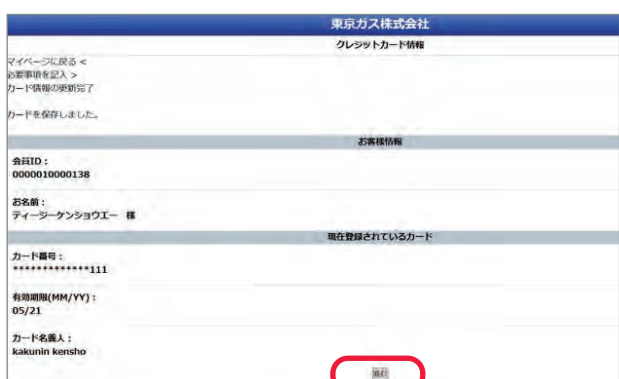 東京ガス株式会社
クレジットカード情報
マイページに戻る <
必要事項を記入 >
カード情報の更新完了
カードを保存しました。
お客様情報
会員ID：
0000010000138
お名前：
ティージーケンショウエー 様
現在登録されているカード
カード番号：
*************111
有効期限(MM/YY)：
05/21
カード名義人：
kakunin kensho